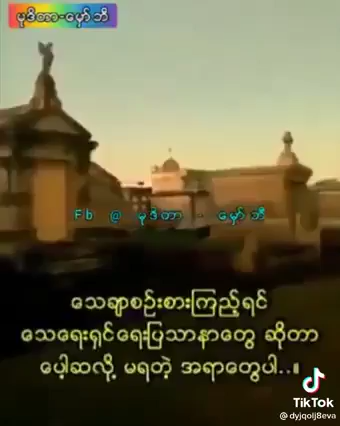 မုဒိတာ-မှော်ဘီ
Fb @ မုဒိတာ - မှော်ဘီ
သေချာစဉ်းစားကြည့်ရင်
သေရေးရှင်ရေးပြသာနာတွေ ဆိုတာ
ပေါ့ဆလို့ မရတဲ့ အရာတွေပါ..။
TikTok
@ dyjqolj8eva